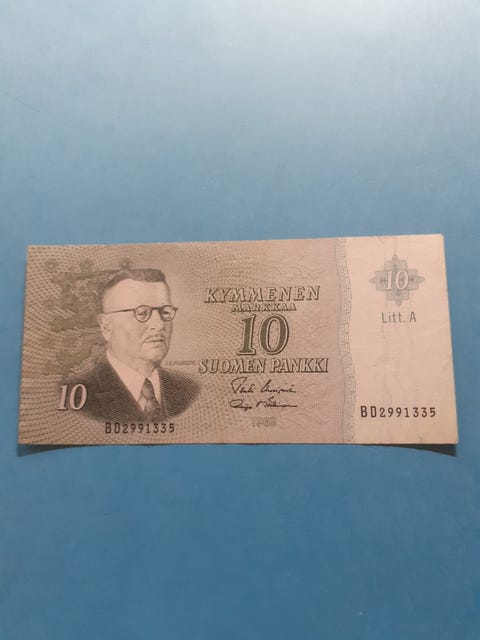 KYMMENEN
MARKKAA
10
SUOMEN PANKKI
10
BD2991335
10
Litt. A
BD2991335